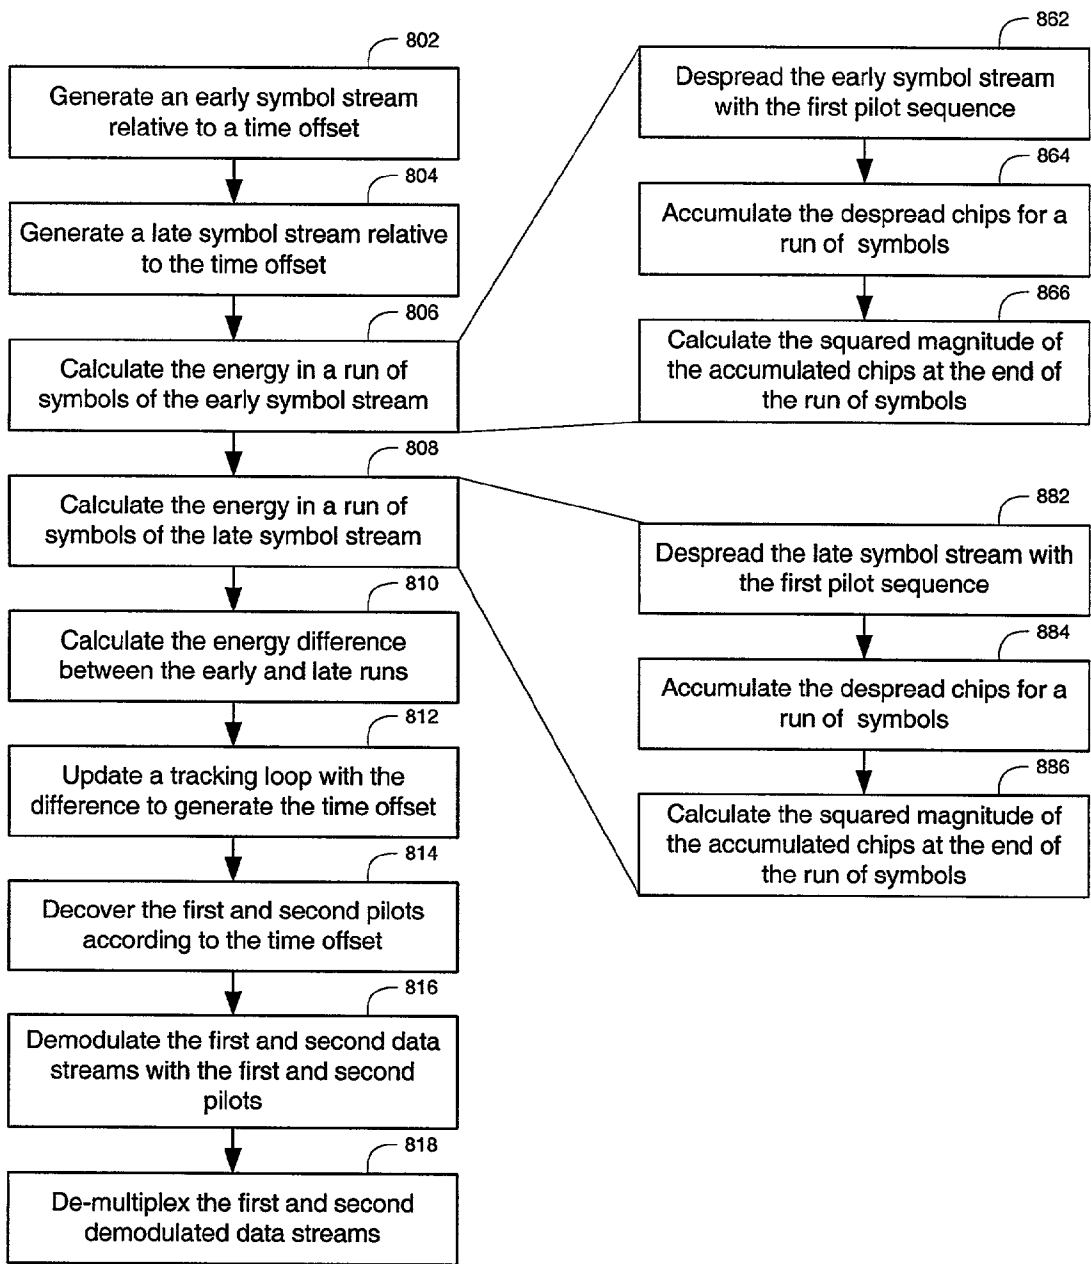 802
Generate an early symbol stream
relative to a time offset
804
Generate a late symbol stream relative
to the time offset
806
Calculate the energy in a run of
symbols of the early symbol stream
808
Calculate the energy in a run of
symbols of the late symbol stream
810
Calculate the energy difference
between the early and late runs
812
Update a tracking loop with the
difference to generate the time offset
814
Decover the first and second pilots
according to the time offset
816
Demodulate the first and second data
streams with the first and second
pilots
818
De-multiplex the first and second
demodulated data streams
862
Despread the early symbol stream
with the first pilot sequence
864
Accumulate the despread chips for a
run of symbols
866
Calculate the squared magnitude of
the accumulated chips at the end of
the run of symbols
882
Despread the late symbol stream with
the first pilot sequence
884
Accumulate the despread chips for a
run of symbols
886
Calculate the squared magnitude of
the accumulated chips at the end of
the run of symbols